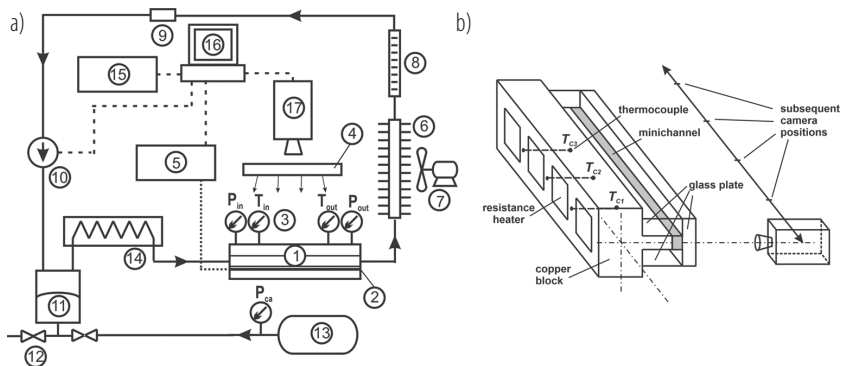 a)
9
16
15
17
8
4
6
5
10
7
P in
T in
3
T out
P out
14
1
2
11
P ca
13
12
b)
thermocouple
minichannel
subsequent
camera
positions
T C3
T C2
T C1
glass plate
resistance
heater
copper
block